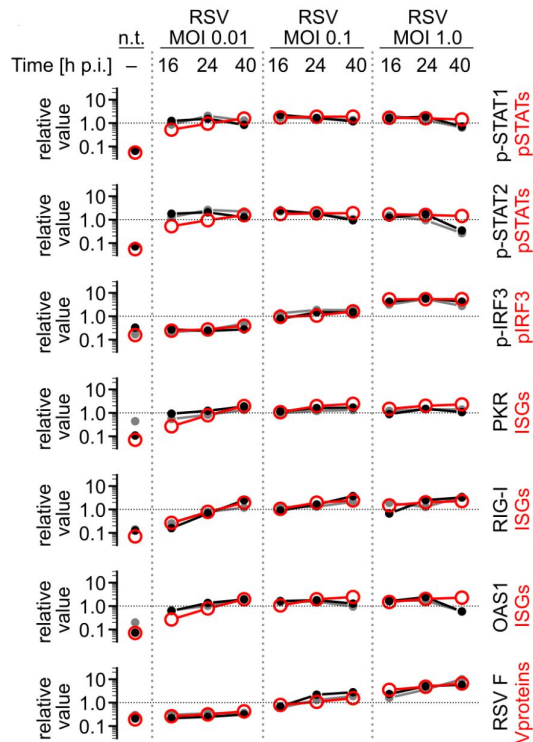 RSV RSV RSV
n.t. MOI 0.01 MOI 0.1 MOI 1.0
Time [h p.i.] – 16 24 40 16 24 40 16 24 40
relative value
10
1.0
0.1
p-STAT1
pSTATs
relative value
10
1.0
0.1
p-STAT2
pSTATs
relative value
10
1.0
0.1
p-IRF3
pIRF3
relative value
10
1.0
0.1
PKR
ISGs
relative value
10
1.0
0.1
RIG-I
ISGs
relative value
10
1.0
0.1
OAS1
ISGs
relative value
10
1.0
0.1
RSV F
Vproteins